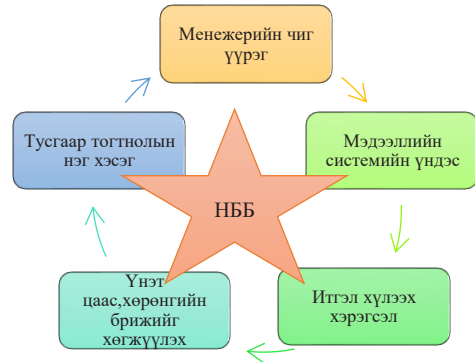 Менежерийн чиг
үүрэг
Тусгаар тогтнолын
нэг хэсэг
Мэдээллийн
системийн үндэс
НББ
Үнэт
цаас,хөрөнгийн
брижийг
хөгжүүлэх
Итгэл хүлээх
хэрэгсэл